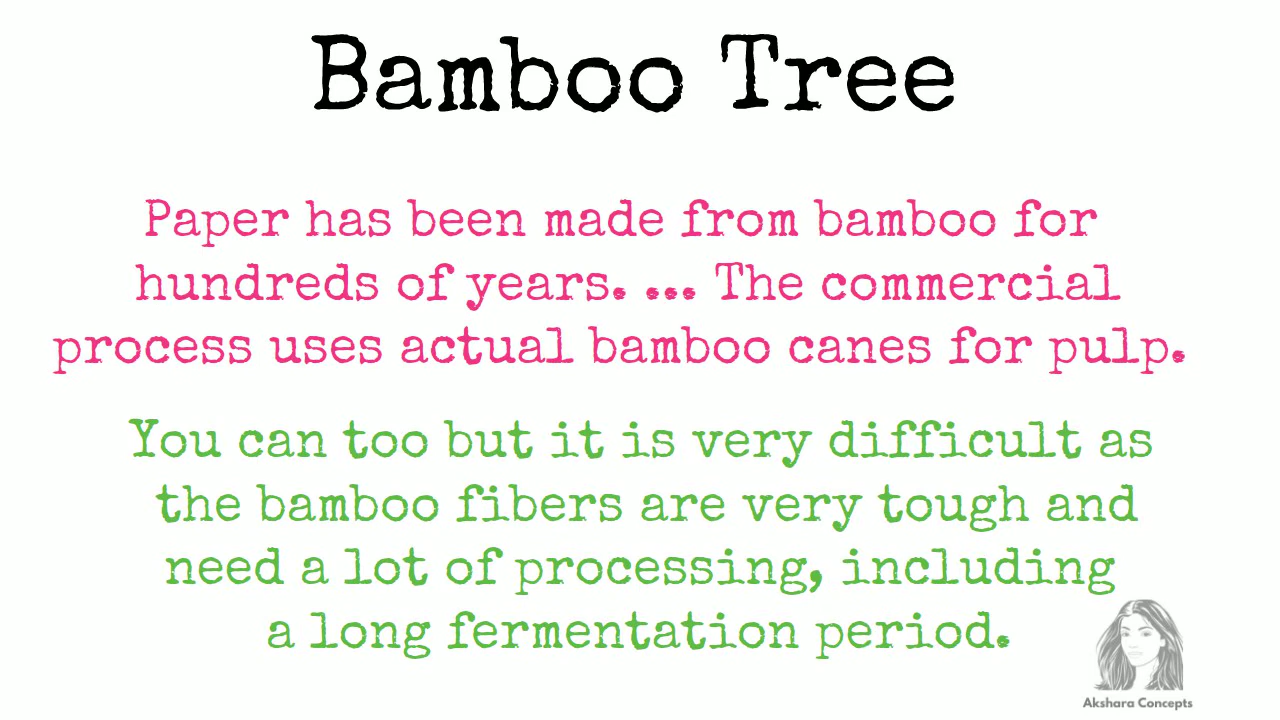 Bamboo Tree
Paper has been made from bamboo for
hundreds of years. ... The commercial
process uses actual bamboo canes for pulp.
You can too but it is very difficult as
the bamboo fibers are very tough and
need a lot of processing, including
a long fermentation period.
Akshara Concepts